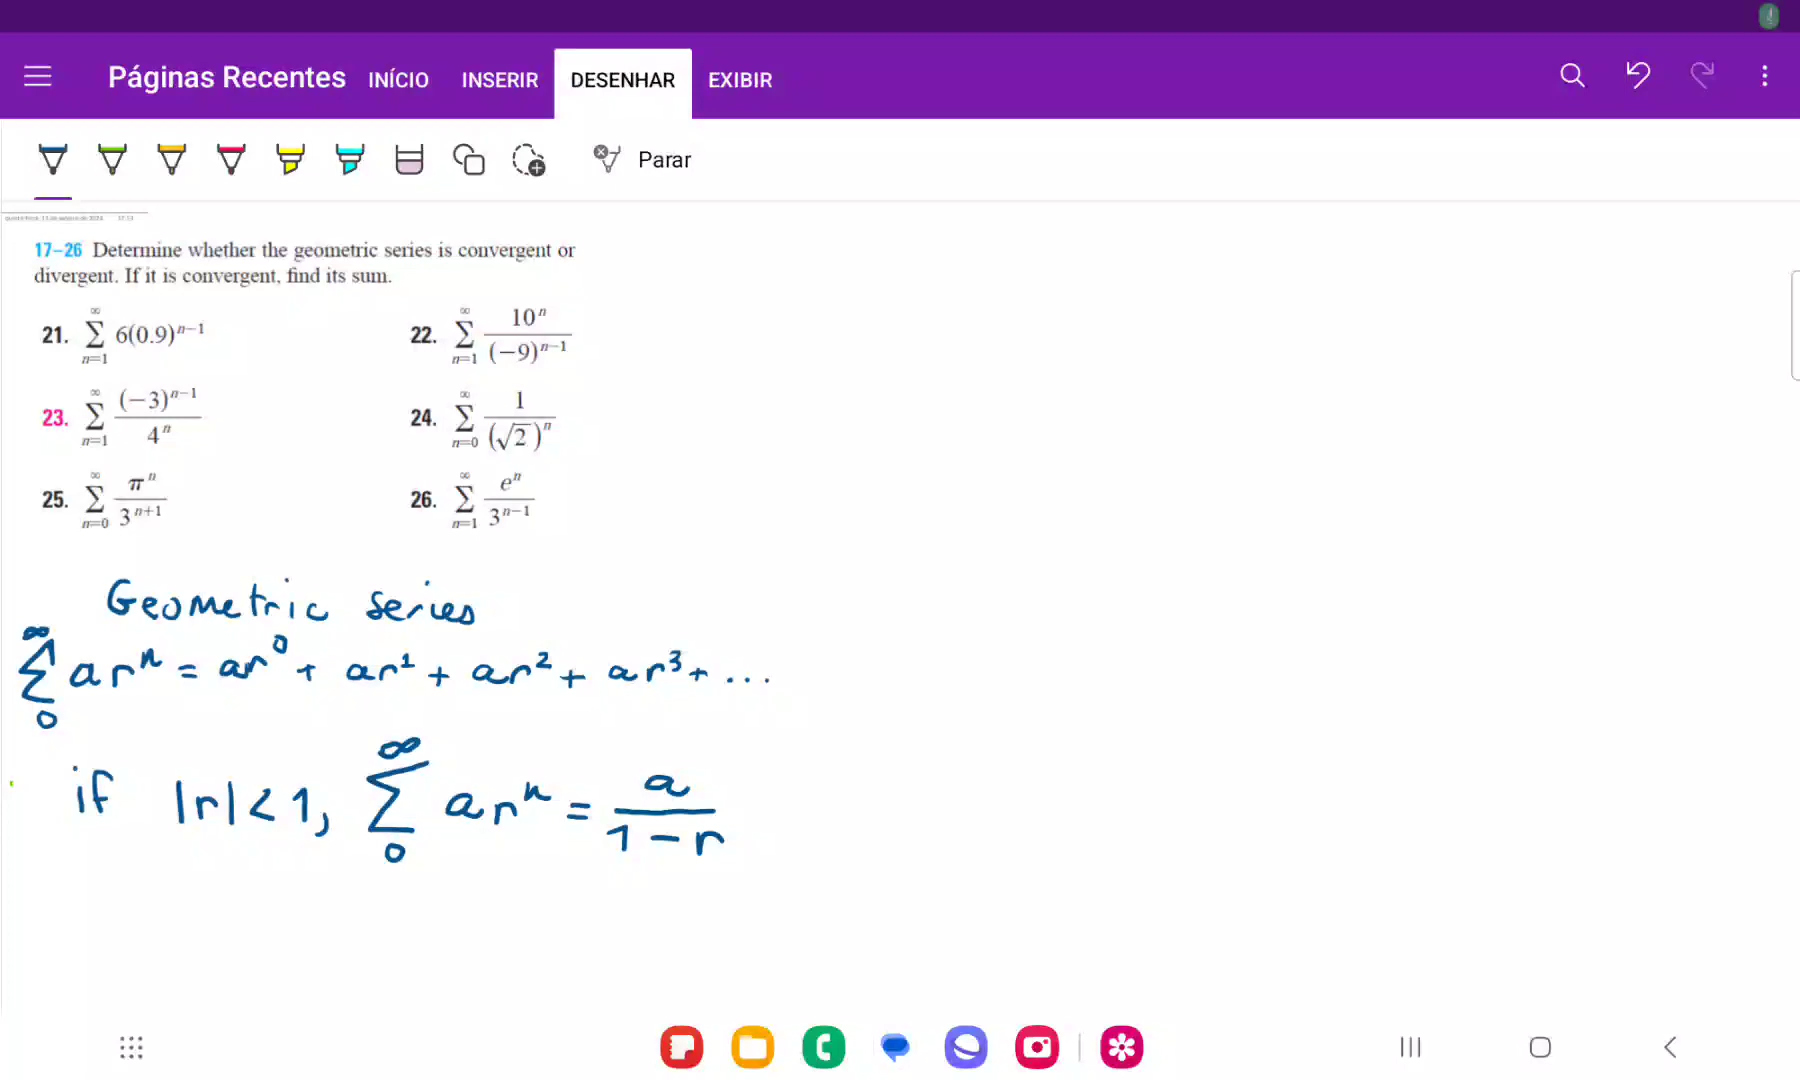 Páginas Recentes INÍCIO INSERIR DESENHAR EXIBIR
Parar
17–26 Determine whether the geometric series is convergent or
divergent. If it is convergent, find its sum.
21. ∑_{n=1}^{∞} 6(0.9)^{n−1}
22. ∑_{n=1}^{∞} 10^n / (−9)^{n−1}
23. ∑_{n=1}^{∞} (−3)^{n−1} / 4^n
24. ∑_{n=0}^{∞} 1 / (√2)^n
25. ∑_{n=0}^{∞} π^n / 3^{n+1}
26. ∑_{n=1}^{∞} e^n / 3^{n−1}
Geometric series
∑_{0}^{∞} ar^n = ar^0 + ar^1 + ar^2 + ar^3 + ...
if |r| < 1, ∑_{0}^{∞} ar^n = a / (1 − r)